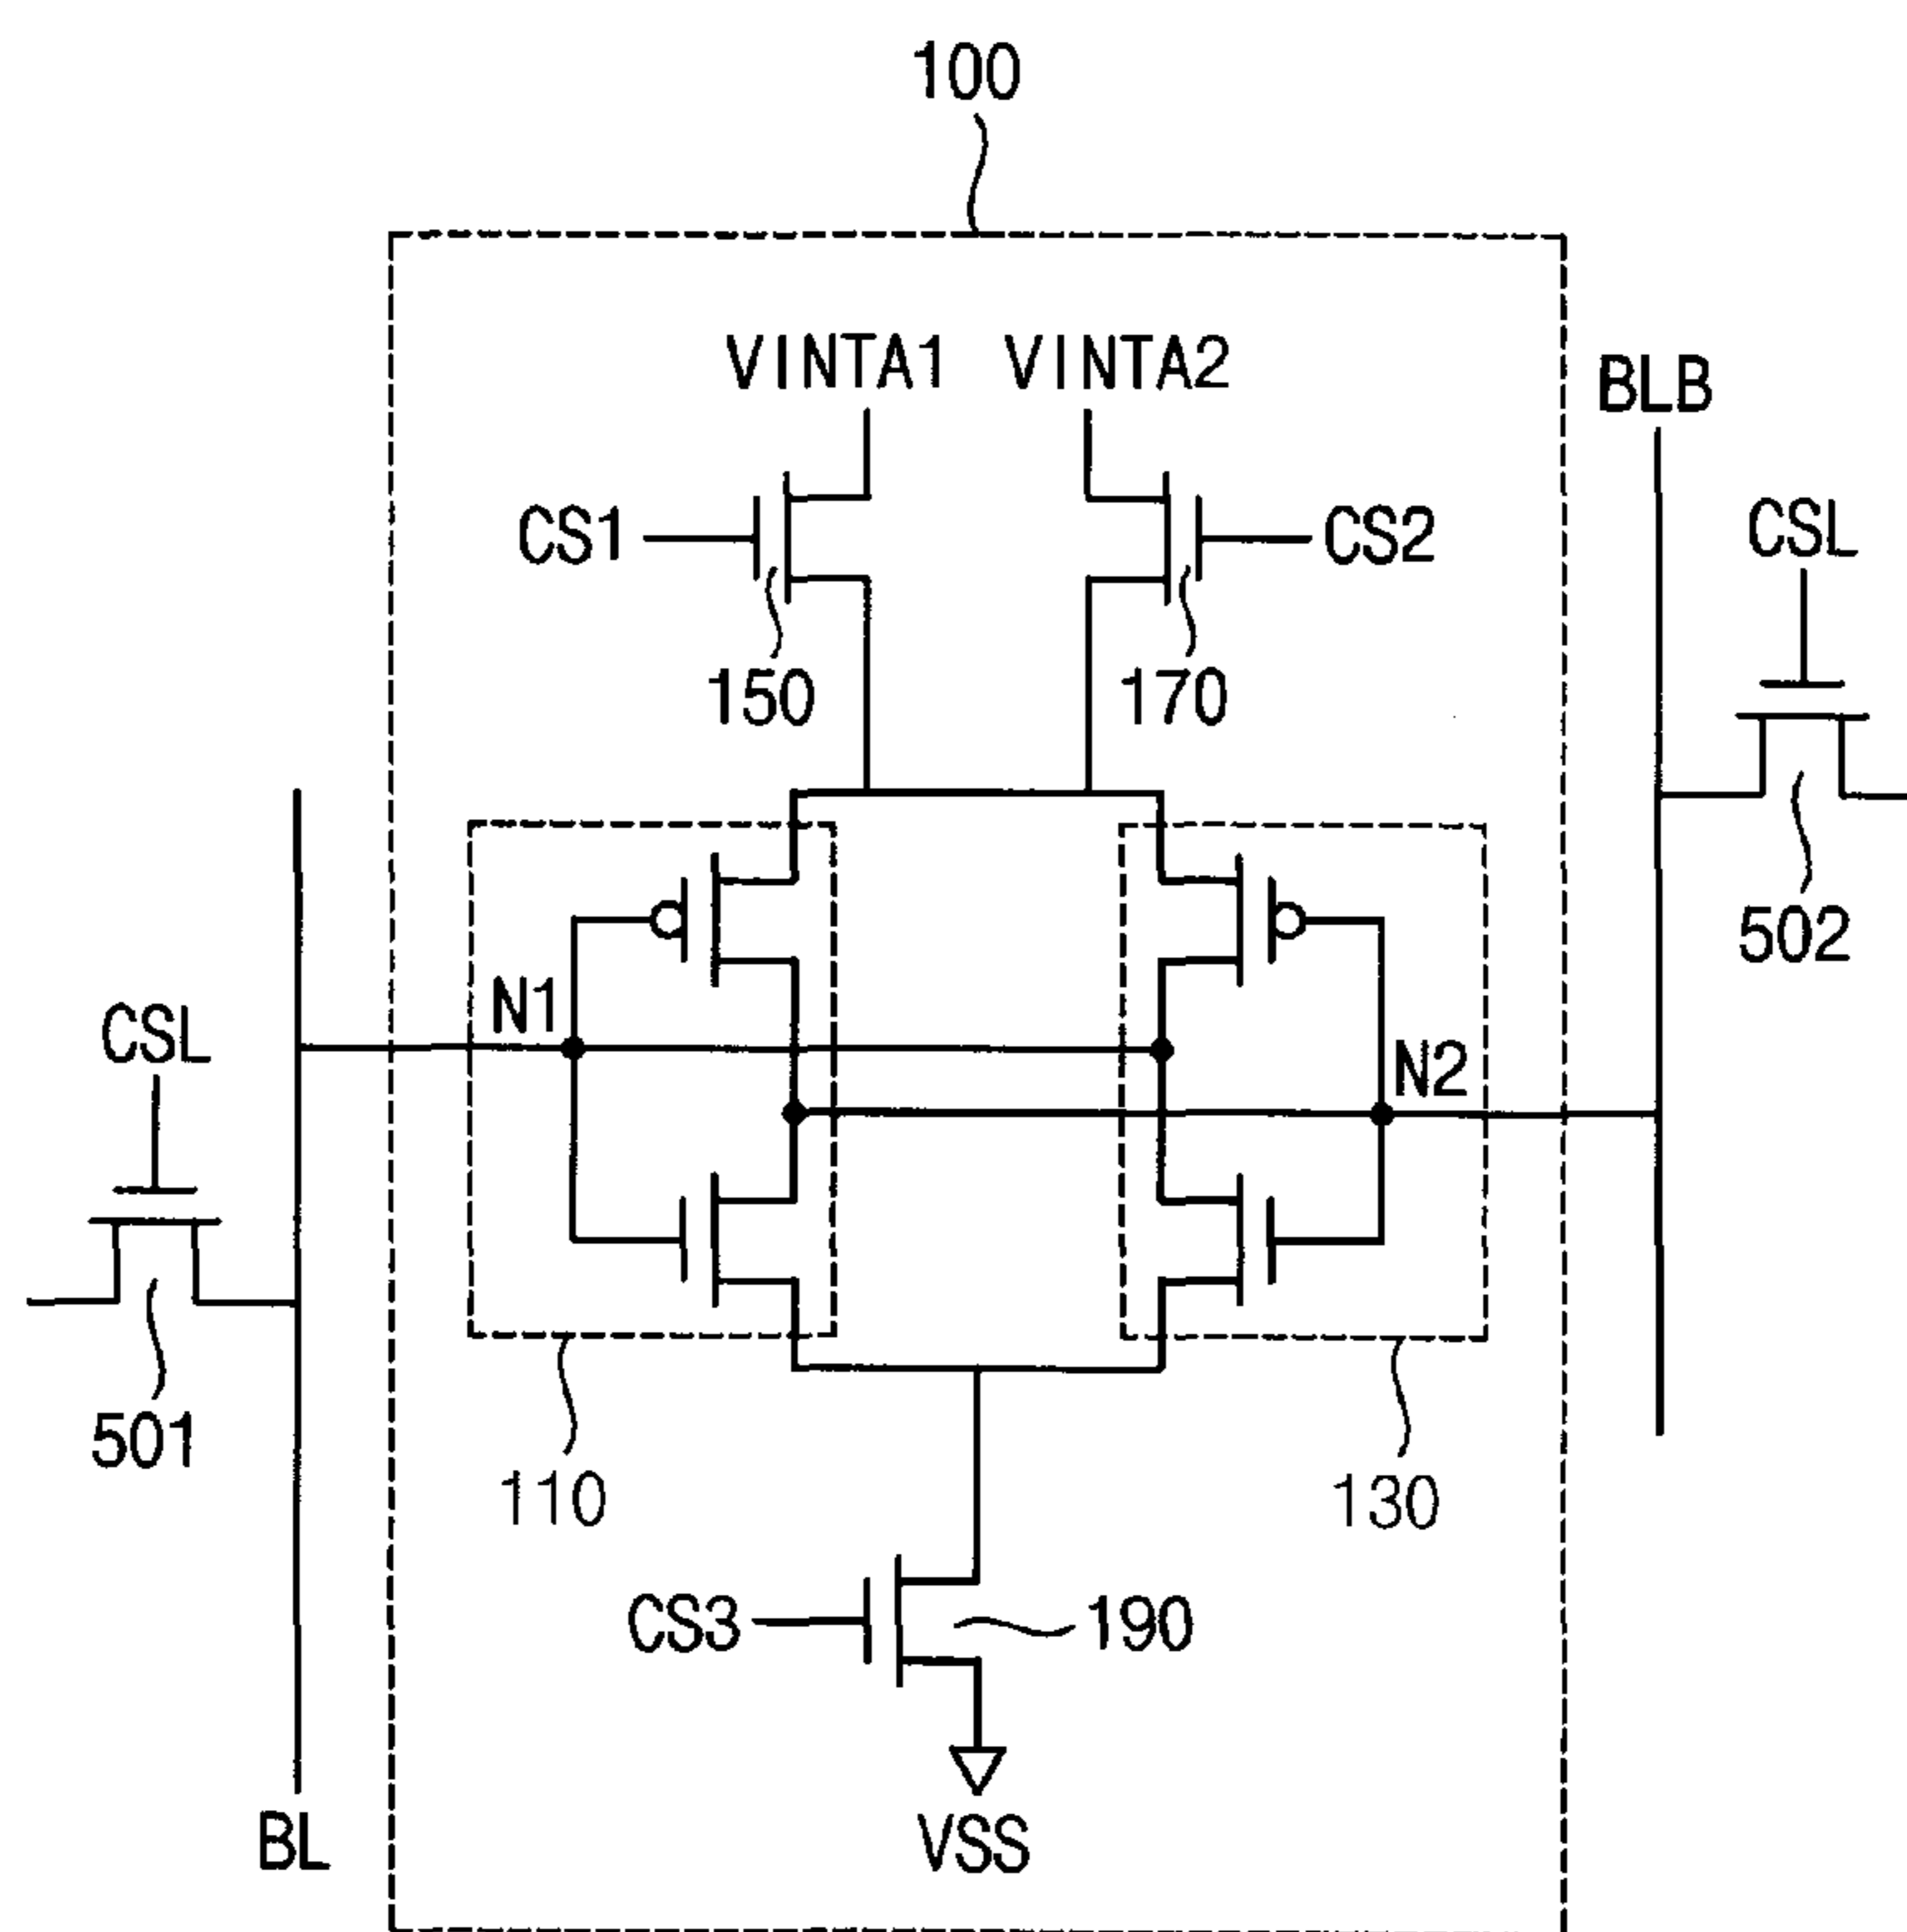 100
VINTA1 VINTA2
BLB
CS1
CS2
CSL
150
170
502
N1
CSL
N2
501
110
130
CS3
190
BL
VSS